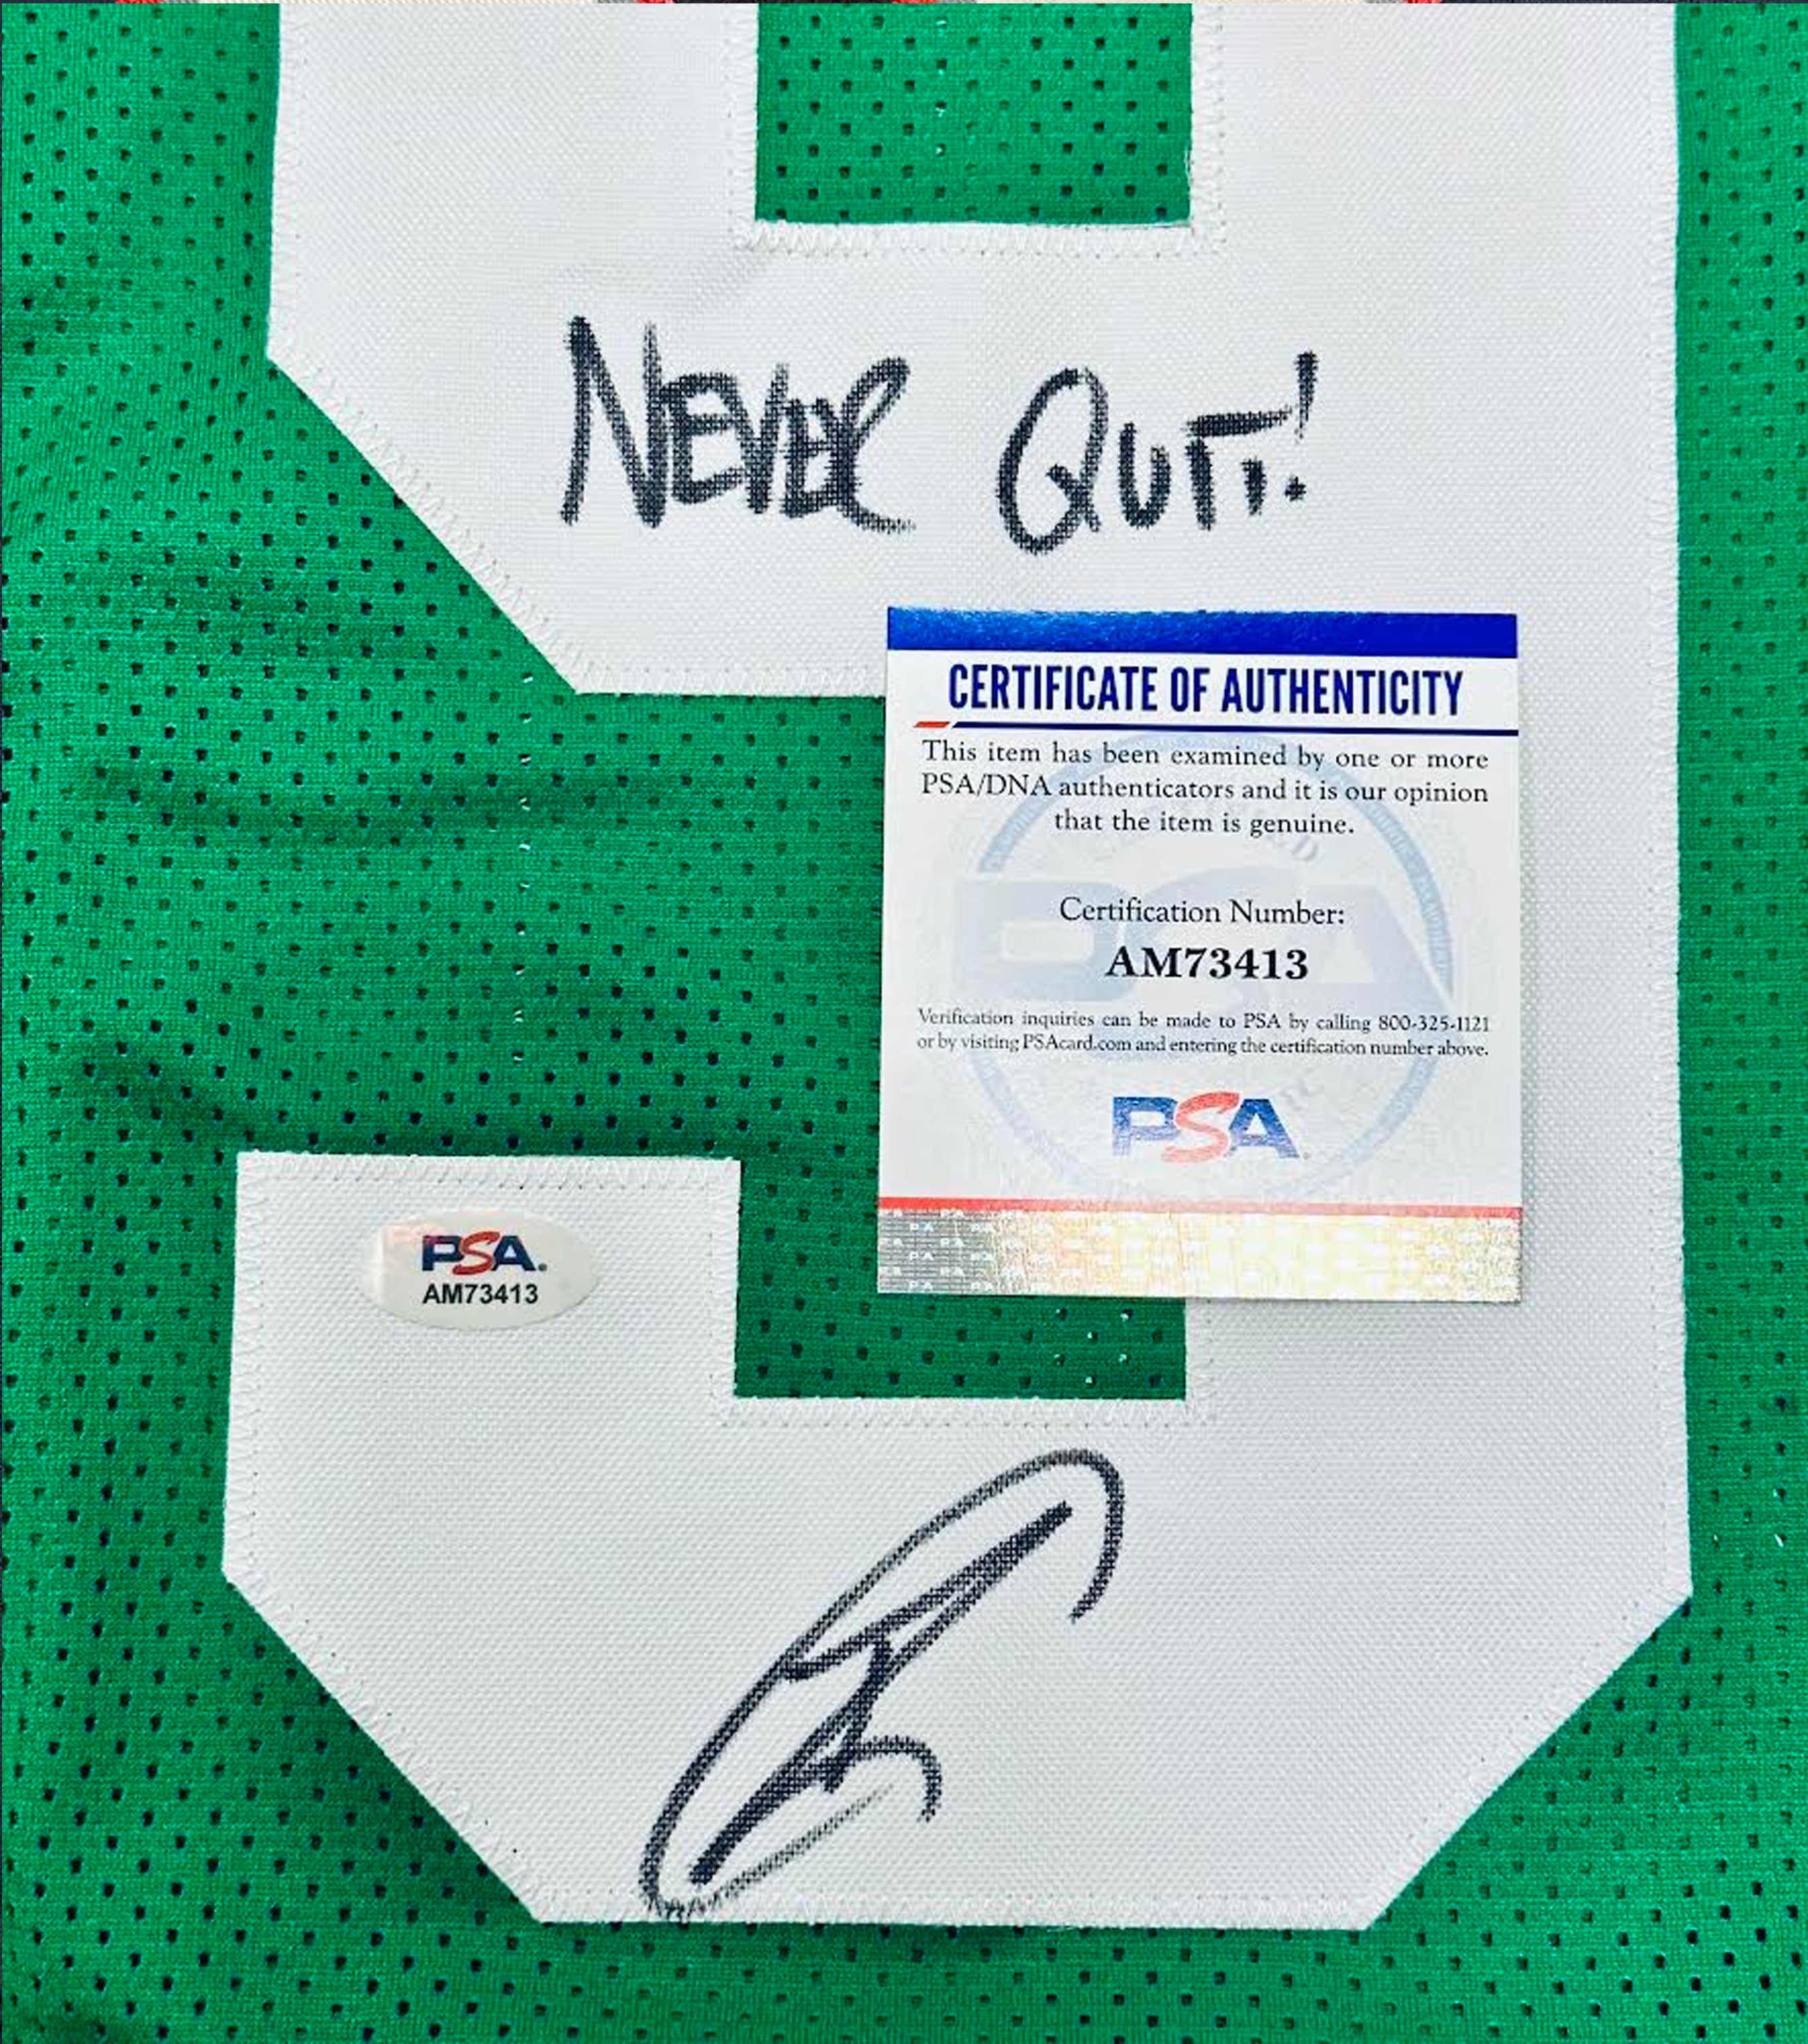 NEVER QUIT!
CERTIFICATE OF AUTHENTICITY
This item has been examined by one or more
PSA/DNA authenticators and it is our opinion
that the item is genuine.
Certification Number:
AM73413
Verification inquiries can be made to PSA by calling 800-325-1121
or by visiting PSAcard.com and entering the certification number above.
PSA
PSA.
AM73413